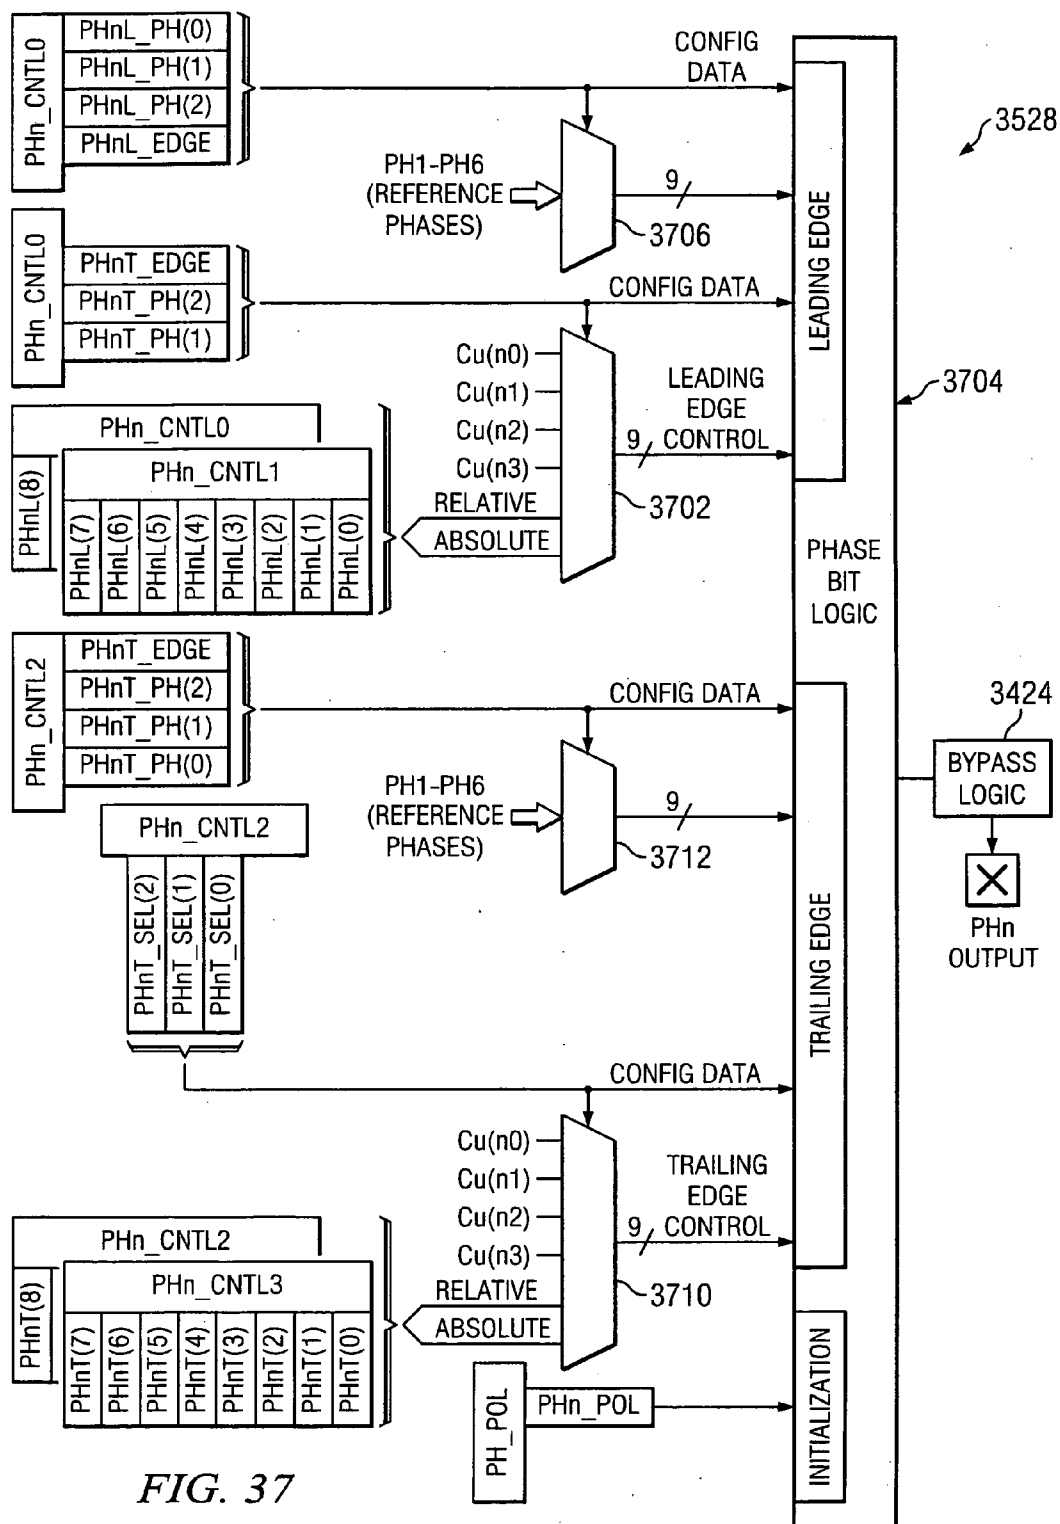 PHn_CNTL0
PHnL_PH(0)
PHnL_PH(1)
PHnL_PH(2)
PHnL_EDGE
CONFIG
DATA
3528
PH1-PH6
(REFERENCE
PHASES)
9
3706
LEADING EDGE
PHn_CNTL0
PHnT_EDGE
PHnT_PH(2)
PHnT_PH(1)
CONFIG DATA
Cu(n0)
Cu(n1)
Cu(n2)
Cu(n3)
RELATIVE
ABSOLUTE
LEADING
EDGE
CONTROL
9
3702
3704
PHn_CNTL0
PHn_CNTL1
PHnL(8)
PHnL(7)
PHnL(6)
PHnL(5)
PHnL(4)
PHnL(3)
PHnL(2)
PHnL(1)
PHnL(0)
PHASE
BIT
LOGIC
PHn_CNTL2
PHnT_EDGE
PHnT_PH(2)
PHnT_PH(1)
PHnT_PH(0)
CONFIG DATA
PH1-PH6
(REFERENCE
PHASES)
9
3712
3424
BYPASS
LOGIC
PHn
OUTPUT
PHn_CNTL2
PHnT_SEL(2)
PHnT_SEL(1)
PHnT_SEL(0)
TRAILING EDGE
CONFIG DATA
Cu(n0)
Cu(n1)
Cu(n2)
Cu(n3)
RELATIVE
ABSOLUTE
TRAILING
EDGE
CONTROL
9
3710
PHn_CNTL2
PHn_CNTL3
PHnT(8)
PHnT(7)
PHnT(6)
PHnT(5)
PHnT(4)
PHnT(3)
PHnT(2)
PHnT(1)
PHnT(0)
PH_POL
PHn_POL
INITIALIZATION
FIG. 37